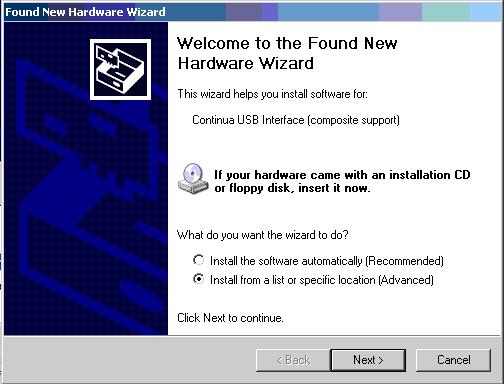 Found New Hardware Wizard
Welcome to the Found New
Hardware Wizard
This wizard helps you install software for:
Continua USB Interface (composite support)
If your hardware came with an installation CD
or floppy disk, insert it now.
What do you want the wizard to do?
Install the software automatically (Recommended)
Install from a list or specific location (Advanced)
Click Next to continue.
< Back
Next >
Cancel